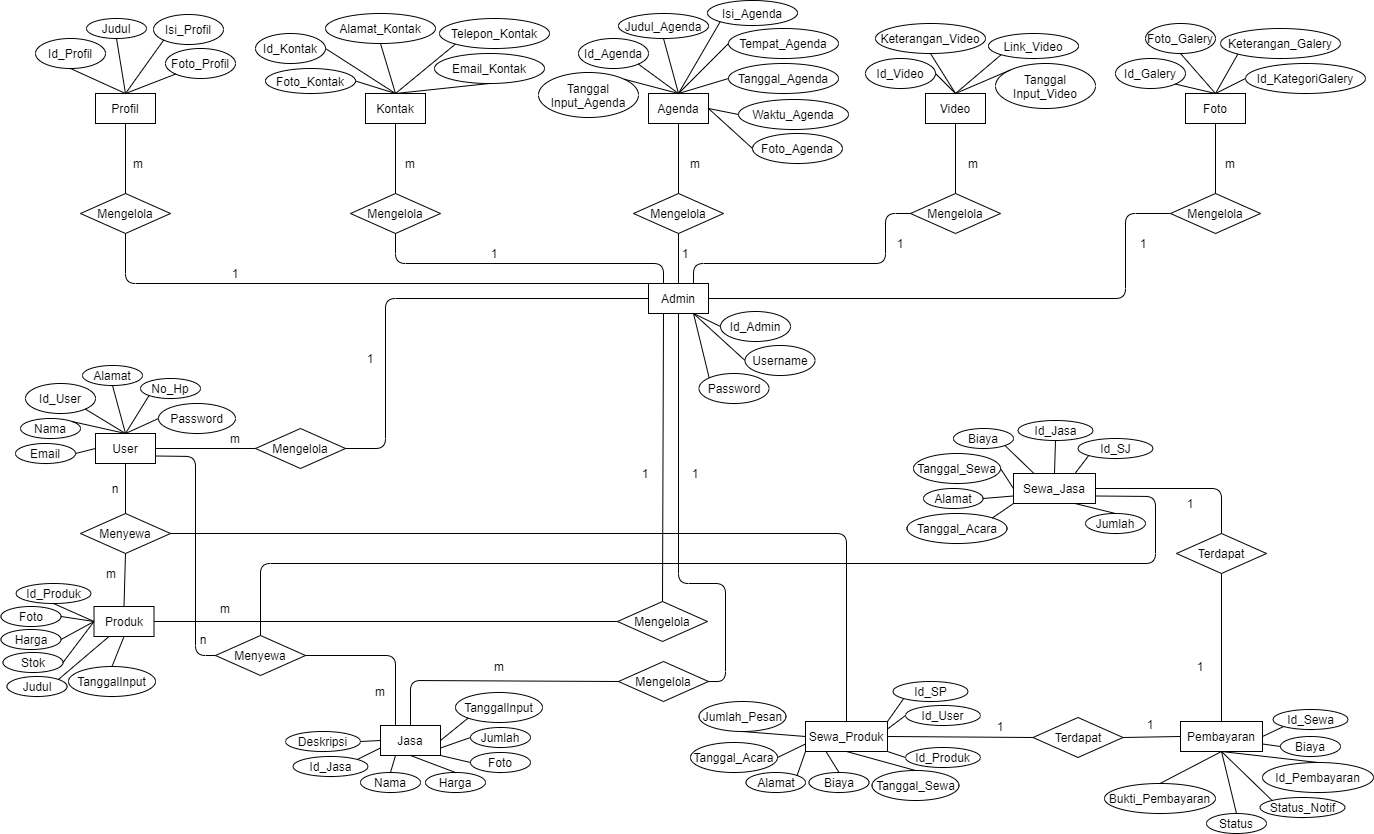 Judul
Isi_Profil
Id_Profil
Foto_Profil
Profil
Alamat_Kontak
Telepon_Kontak
Id_Kontak
Email_Kontak
Foto_Kontak
Kontak
Isi_Agenda
Judul_Agenda
Tempat_Agenda
Id_Agenda
Tanggal_Agenda
Tanggal
Input_Agenda
Waktu_Agenda
Foto_Agenda
Agenda
Keterangan_Video
Link_Video
Id_Video
Tanggal
Input_Video
Video
Foto_Galery
Keterangan_Galery
Id_Galery
Id_KategoriGalery
Foto
m
m
m
m
m
Mengelola
Mengelola
Mengelola
Mengelola
Mengelola
1
1
1
1
1
Admin
Id_Admin
Username
Password
1
Alamat
No_Hp
Id_User
Password
Nama
Email
User
m
Mengelola
n
Menyewa
m
1
1
Id_Jasa
Biaya
Id_SJ
Tanggal_Sewa
Alamat
Tanggal_Acara
Jumlah
Sewa_Jasa
1
Terdapat
1
Id_Produk
Foto
Harga
Stok
Judul
TanggalInput
Produk
m
Mengelola
n
Menyewa
m
m
Mengelola
TanggalInput
Jumlah
Foto
Deskripsi
Id_Jasa
Nama
Harga
Jasa
Id_SP
Id_User
Jumlah_Pesan
Tanggal_Acara
Id_Produk
Alamat
Biaya
Tanggal_Sewa
Sewa_Produk
1
Terdapat
1
Pembayaran
Id_Sewa
Biaya
Id_Pembayaran
Bukti_Pembayaran
Status_Notif
Status